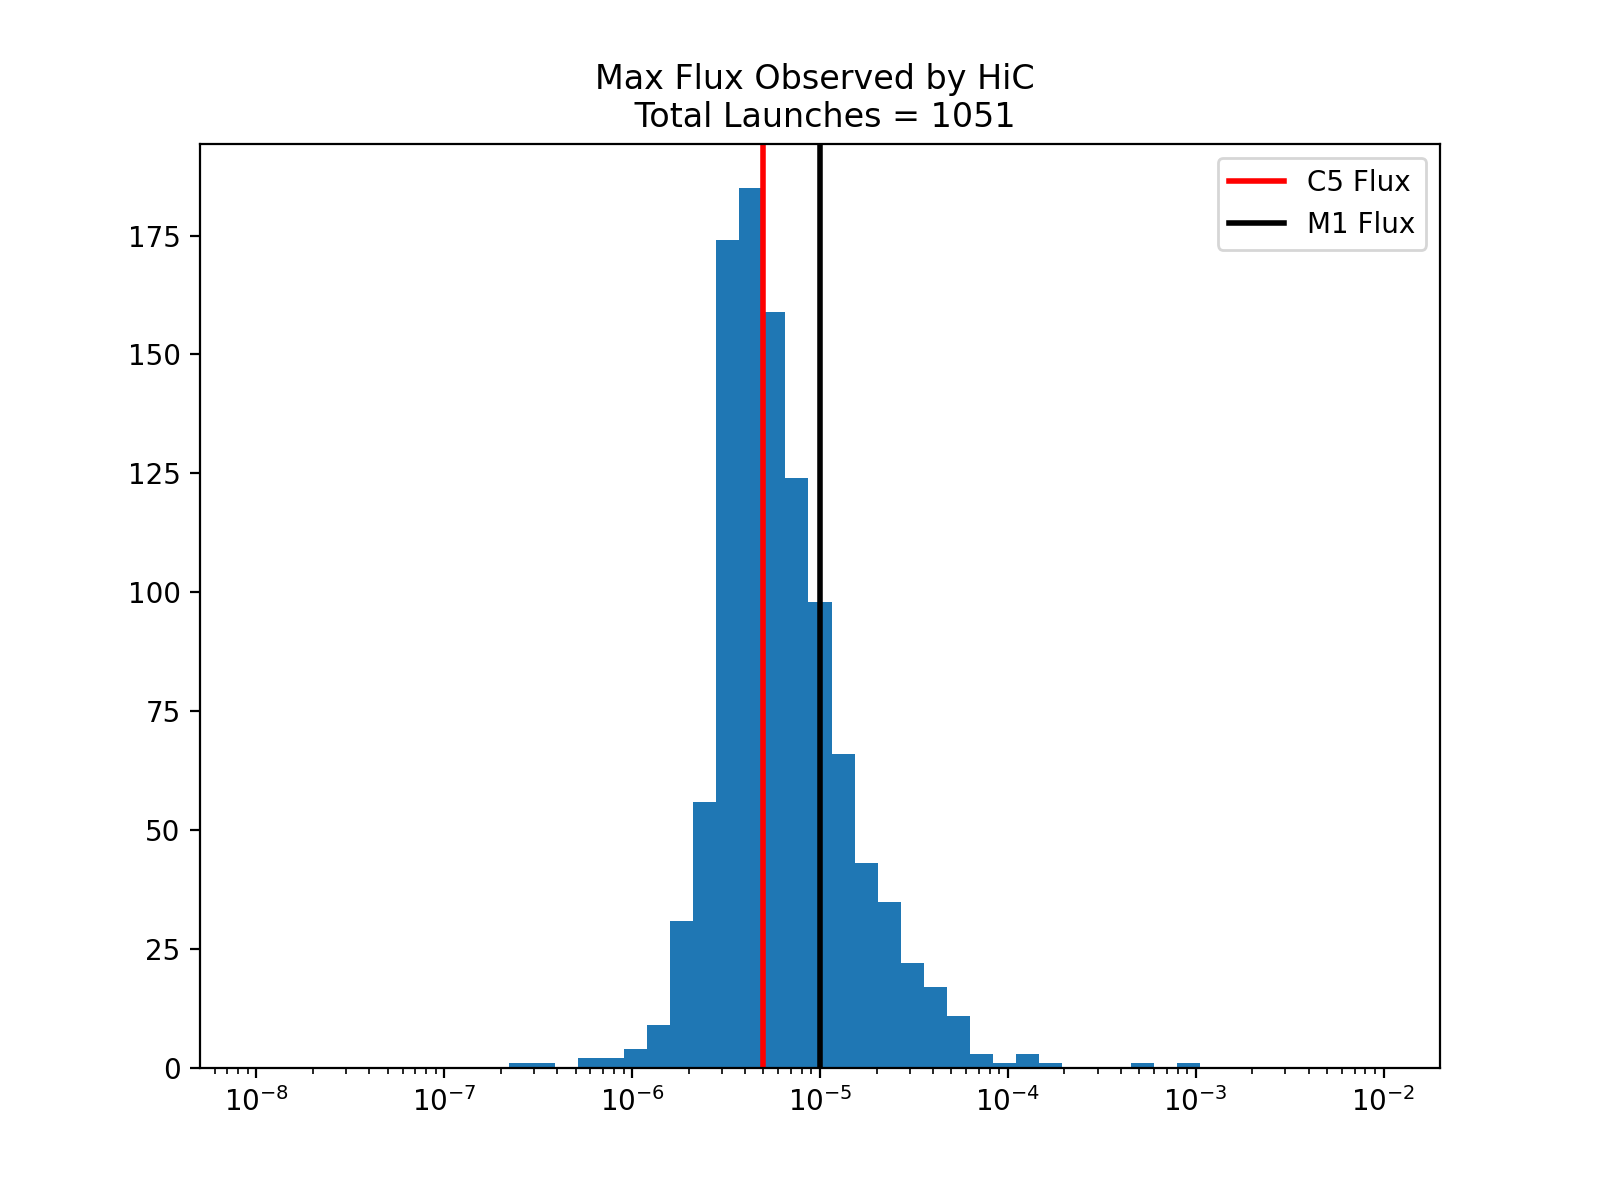 Max Flux Observed by HiC
Total Launches = 1051
C5 Flux
M1 Flux
175
150
125
100
75
50
25
0
10⁻⁸ 10⁻⁷ 10⁻⁶ 10⁻⁵ 10⁻⁴ 10⁻³ 10⁻²